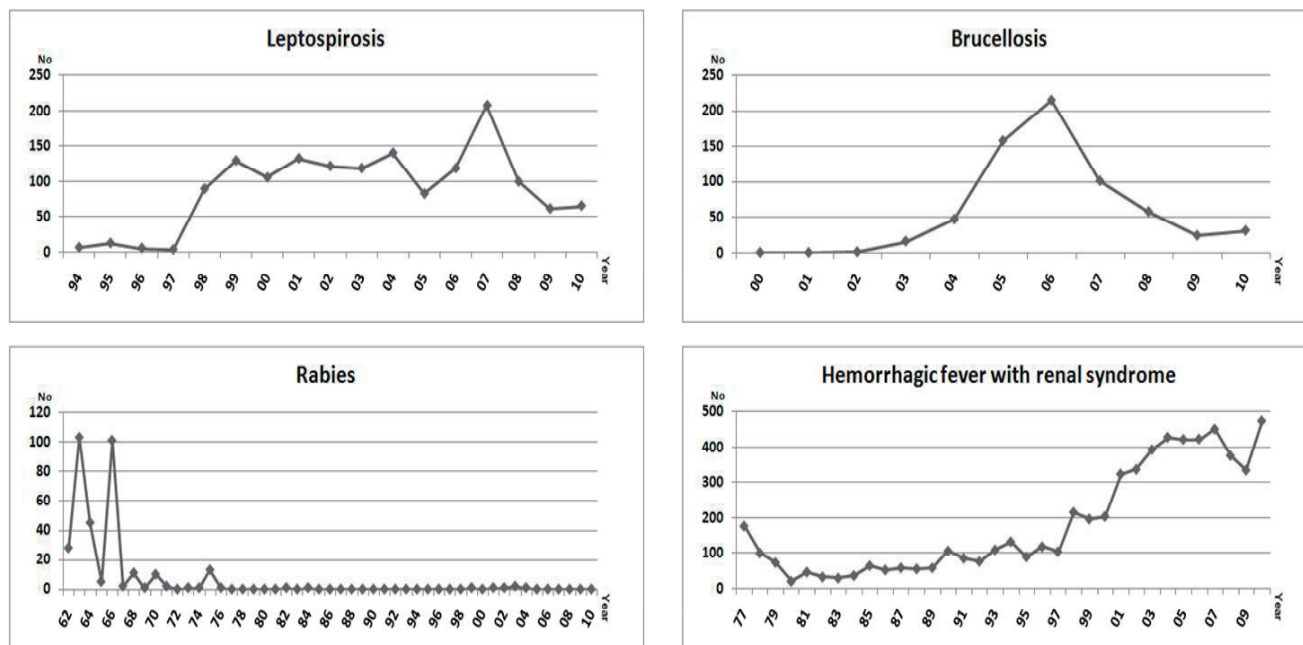 Leptospirosis
No
250
200
150
100
50
0
94 95 96 97 98 99 00 01 02 03 04 05 06 07 08 09 10
Year
Brucellosis
No
250
200
150
100
50
0
00 01 02 03 04 05 06 07 08 09 10
Year
Rabies
No
120
100
80
60
40
20
0
62 64 66 68 70 72 74 76 78 80 82 84 86 88 90 92 94 96 98 00 02 04 06 08 10
Year
Hemorrhagic fever with renal syndrome
No
500
400
300
200
100
0
77 79 81 83 85 87 89 91 93 95 97 99 01 03 05 07 09
Year